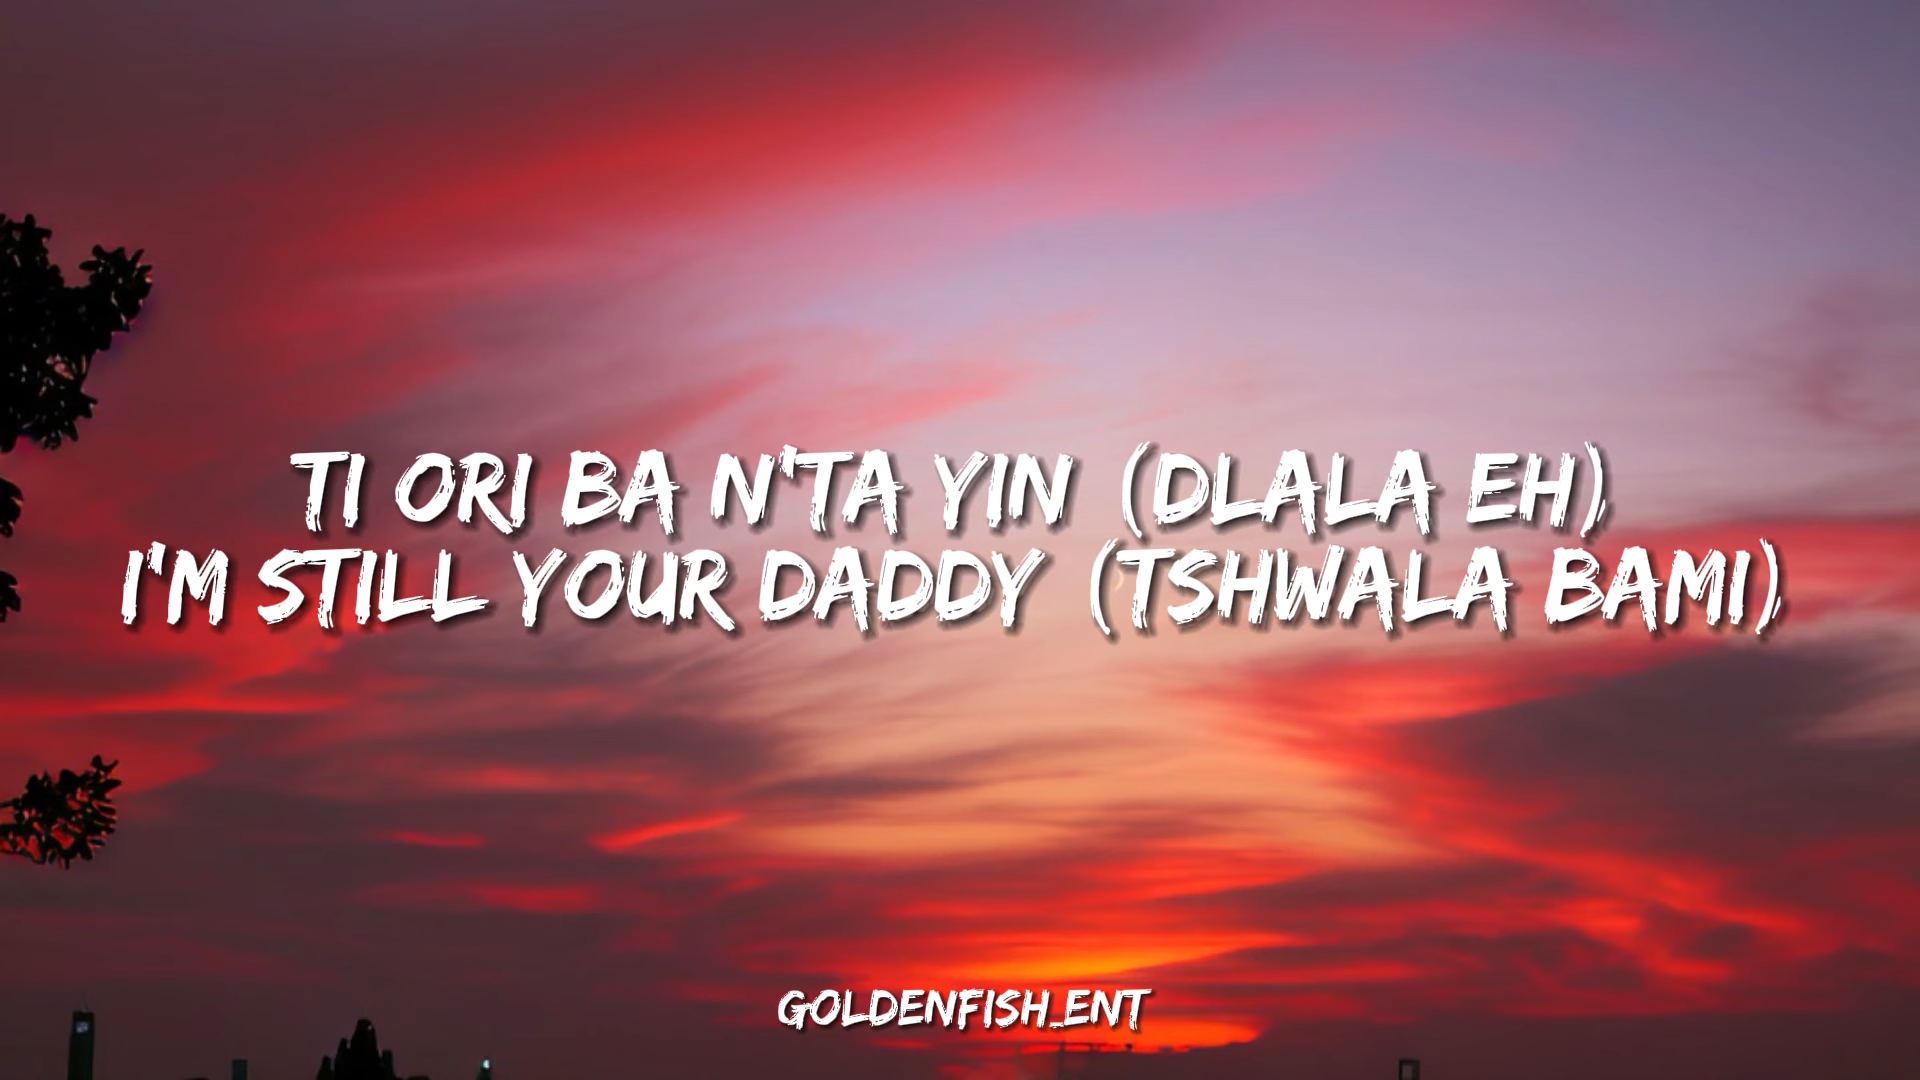 TI ORI BA N'TA YIN (DLALA EH)
I'M STILL YOUR DADDY (TSHWALA BAMI)
GOLDENFISH_ENT